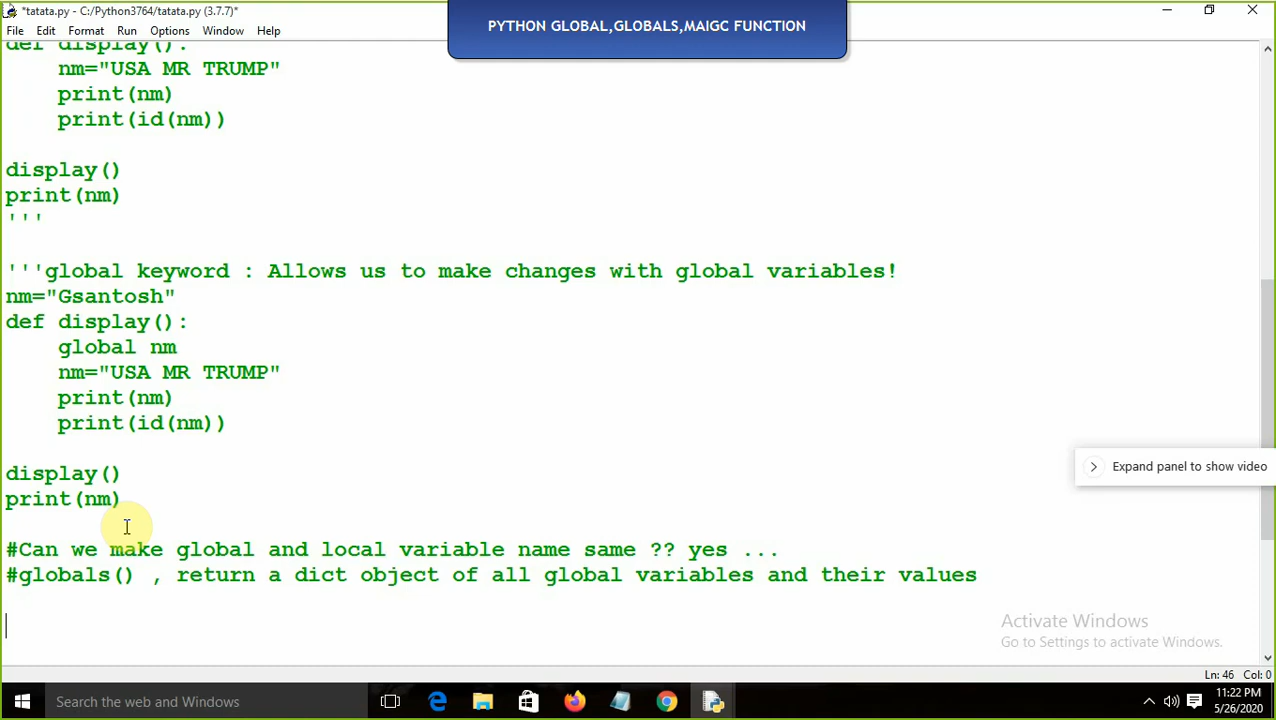 *tatata.py - C:/Python3764/tatata.py (3.7.7)*
PYTHON GLOBAL,GLOBALS,MAIGC FUNCTION
File Edit Format Run Options Window Help
def display():
    nm="USA MR TRUMP"
    print(nm)
    print(id(nm))
display()
print(nm)
'''
'''global keyword : Allows us to make changes with global variables!
nm="Gsantosh"
def display():
    global nm
    nm="USA MR TRUMP"
    print(nm)
    print(id(nm))
display()
print(nm)
#Can we make global and local variable name same ?? yes ...
#globals() , return a dict object of all global variables and their values
Expand panel to show video
Activate Windows
Go to Settings to activate Windows.
Ln: 46 Col: 0
Search the web and Windows
11:22 PM
5/26/2020